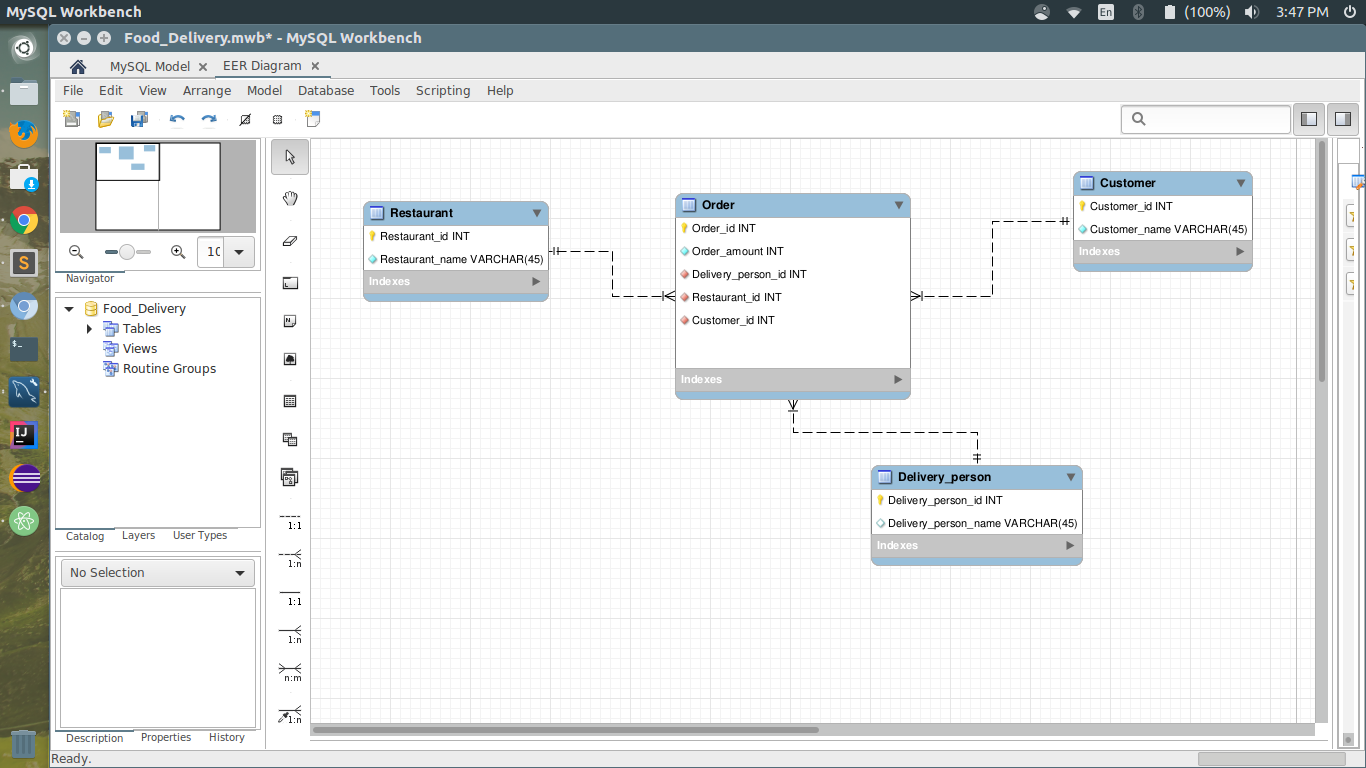 MySQL Workbench
En
(100%)
3:47 PM
Food_Delivery.mwb* - MySQL Workbench
MySQL Model
EER Diagram
File Edit View Arrange Model Database Tools Scripting Help
Navigator
Food_Delivery
Tables
Views
Routine Groups
Catalog Layers User Types
No Selection
Description Properties History
Ready.
1:1
1:n
1:1
1:n
n:m
1:n
Restaurant
Restaurant_id INT
Restaurant_name VARCHAR(45)
Indexes
Order
Order_id INT
Order_amount INT
Delivery_person_id INT
Restaurant_id INT
Customer_id INT
Indexes
Customer
Customer_id INT
Customer_name VARCHAR(45)
Indexes
Delivery_person
Delivery_person_id INT
Delivery_person_name VARCHAR(45)
Indexes
S
IJ